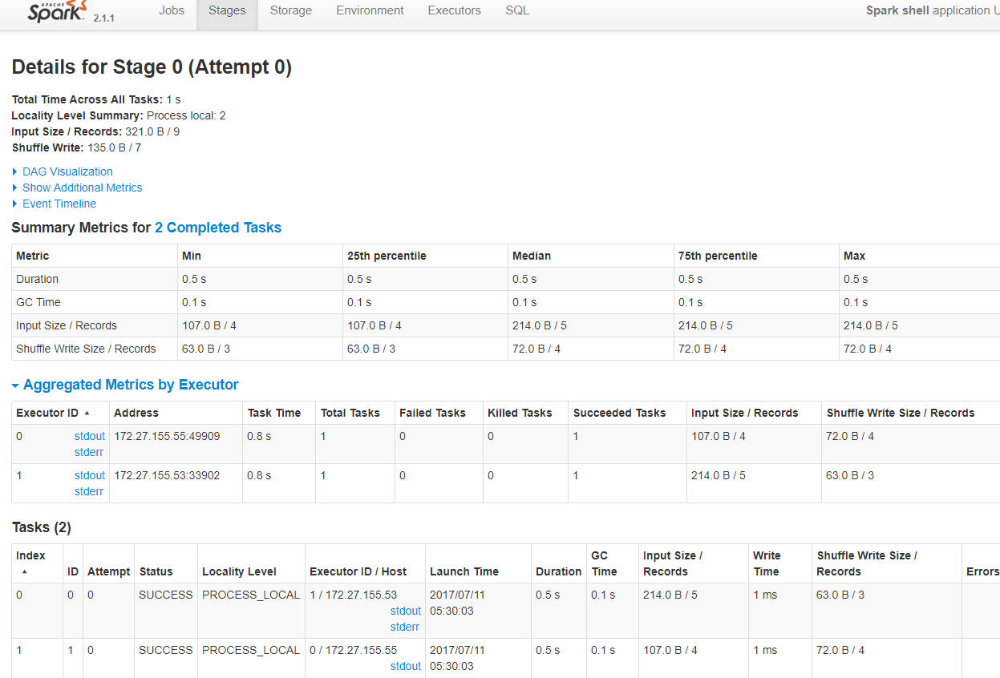 APACHE Spark 2.1.1 Jobs Stages Storage Environment Executors SQL Spark shell application U
Details for Stage 0 (Attempt 0)
Total Time Across All Tasks: 1 s
Locality Level Summary: Process local: 2
Input Size / Records: 321.0 B / 9
Shuffle Write: 135.0 B / 7
DAG Visualization
Show Additional Metrics
Event Timeline
Summary Metrics for 2 Completed Tasks
Metric Min 25th percentile Median 75th percentile Max
Duration 0.5 s 0.5 s 0.5 s 0.5 s 0.5 s
GC Time 0.1 s 0.1 s 0.1 s 0.1 s 0.1 s
Input Size / Records 107.0 B / 4 107.0 B / 4 214.0 B / 5 214.0 B / 5 214.0 B / 5
Shuffle Write Size / Records 63.0 B / 3 63.0 B / 3 72.0 B / 4 72.0 B / 4 72.0 B / 4
Aggregated Metrics by Executor
Executor ID Address Task Time Total Tasks Failed Tasks Killed Tasks Succeeded Tasks Input Size / Records Shuffle Write Size / Records
0 stdout 172.27.155.55:49909 0.8 s 1 0 0 1 107.0 B / 4 72.0 B / 4
stderr
1 stdout 172.27.155.53:33902 0.8 s 1 0 0 1 214.0 B / 5 63.0 B / 3
stderr
Tasks (2)
Index ID Attempt Status Locality Level Executor ID / Host Launch Time Duration GC Time Input Size / Records Write Time Shuffle Write Size / Records Errors
0 0 0 SUCCESS PROCESS_LOCAL 1 / 172.27.155.53 2017/07/11 0.5 s 0.1 s 214.0 B / 5 1 ms 63.0 B / 3
stdout 05:30:03
stderr
1 1 0 SUCCESS PROCESS_LOCAL 0 / 172.27.155.55 2017/07/11 0.5 s 0.1 s 107.0 B / 4 1 ms 72.0 B / 4
stdout 05:30:03